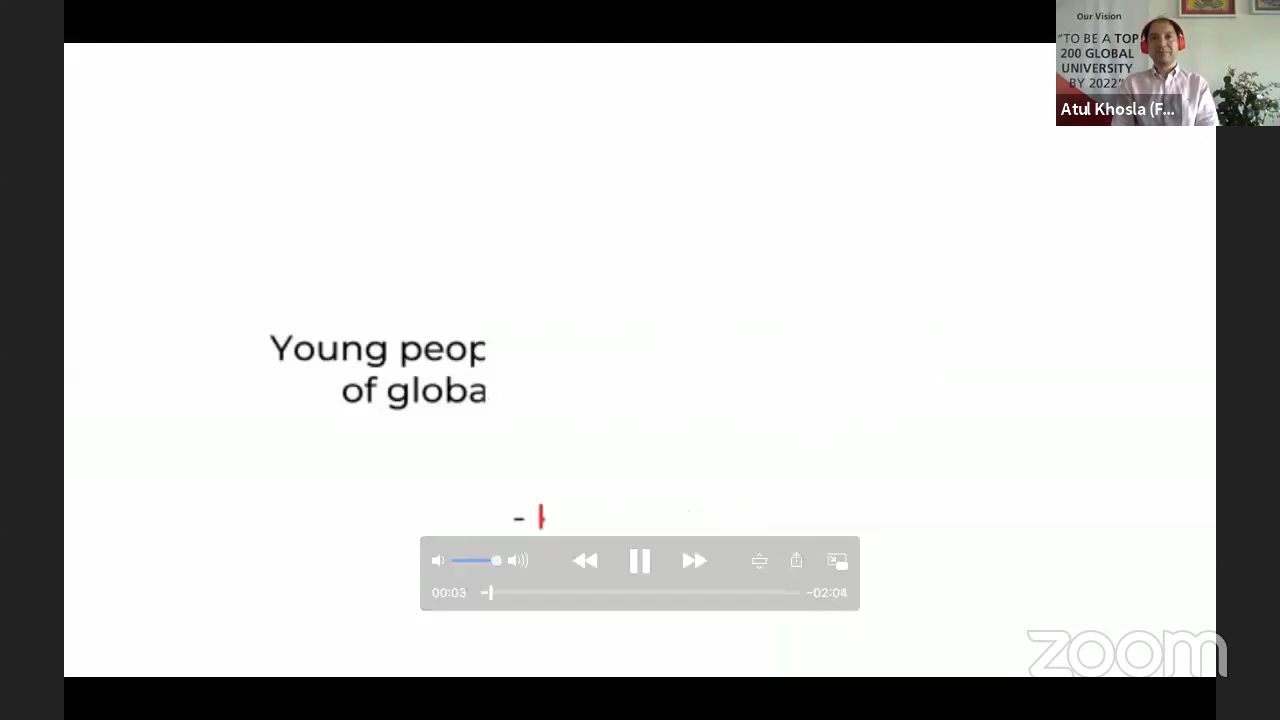 Our Vision
"TO BE A TOP
200 GLOBAL
UNIVERSITY
BY 2022"
Atul Khosla (F...
Young peop
of globa
-
00:03
-02:04
zoom